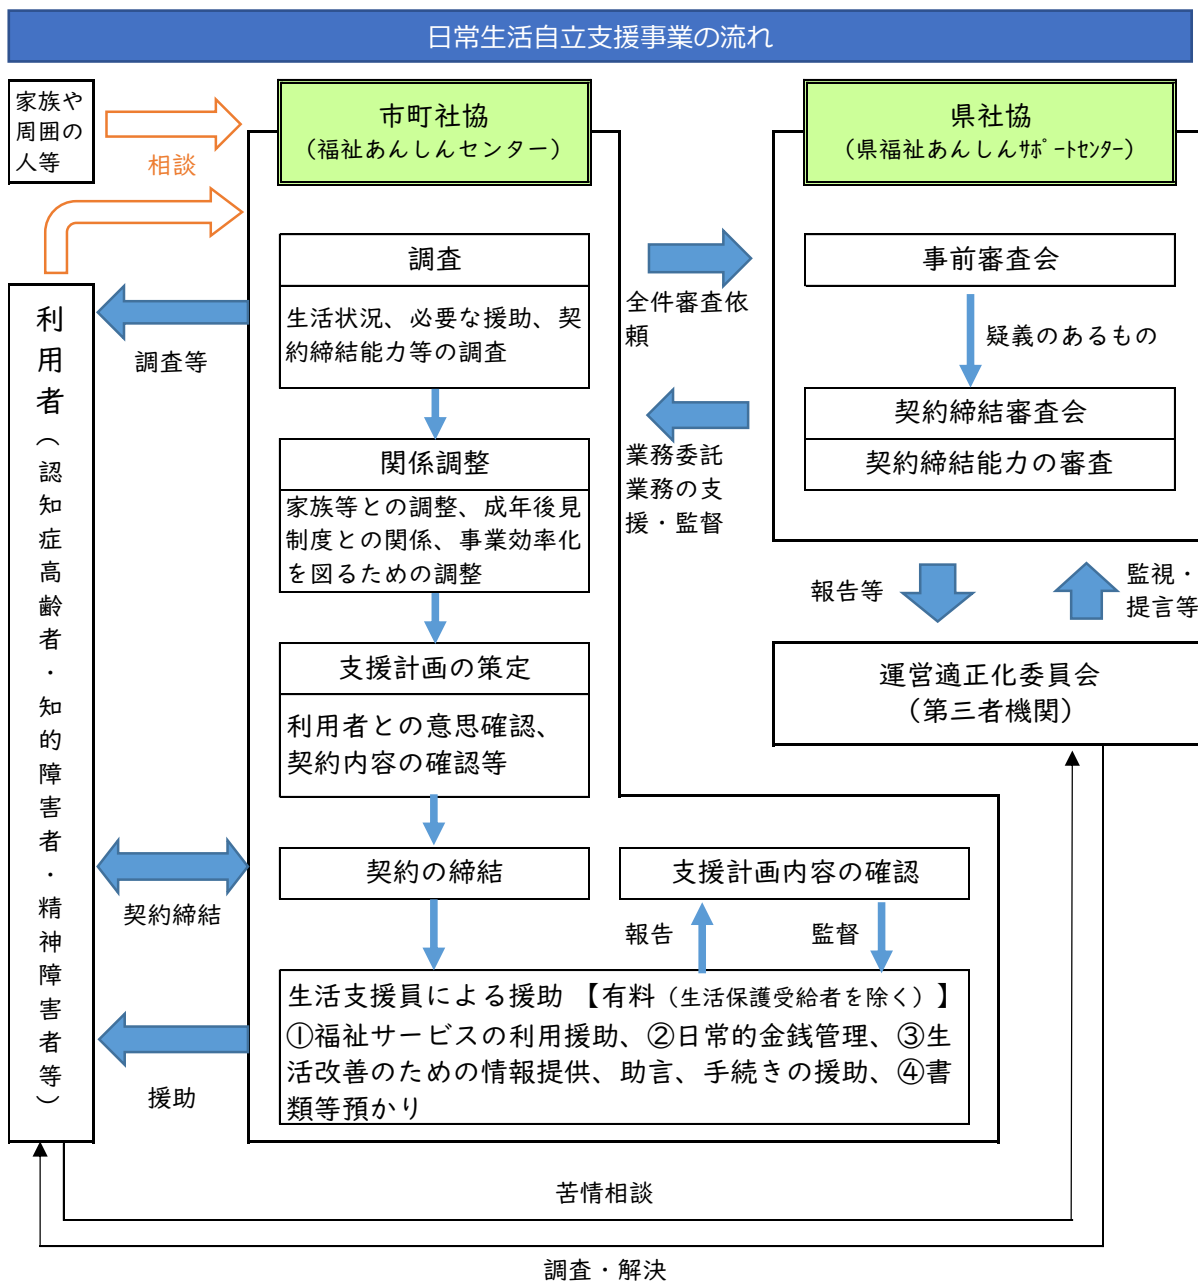 日常生活自立支援事業の流れ
家族や
周囲の
人等
相談
市町社協
（福祉あんしんセンター）
県社協
（県福祉あんしんｻﾎﾟｰﾄｾﾝﾀｰ）
利用者（認知症高齢者・知的障害者・精神障害者等）
調査等
契約締結
援助
調査
生活状況、必要な援助、契
約締結能力等の調査
関係調整
家族等との調整、成年後見
制度との関係、事業効率化
を図るための調整
支援計画の策定
利用者との意思確認、
契約内容の確認等
契約の締結
支援計画内容の確認
報告
監督
生活支援員による援助 【有料（生活保護受給者を除く）】
①福祉サービスの利用援助、②日常的金銭管理、③生
活改善のための情報提供、助言、手続きの援助、④書
類等預かり
全件審査依
頼
業務委託
業務の支
援・監督
事前審査会
疑義のあるもの
契約締結審査会
契約締結能力の審査
報告等
監視・
提言等
運営適正化委員会
（第三者機関）
苦情相談
調査・解決